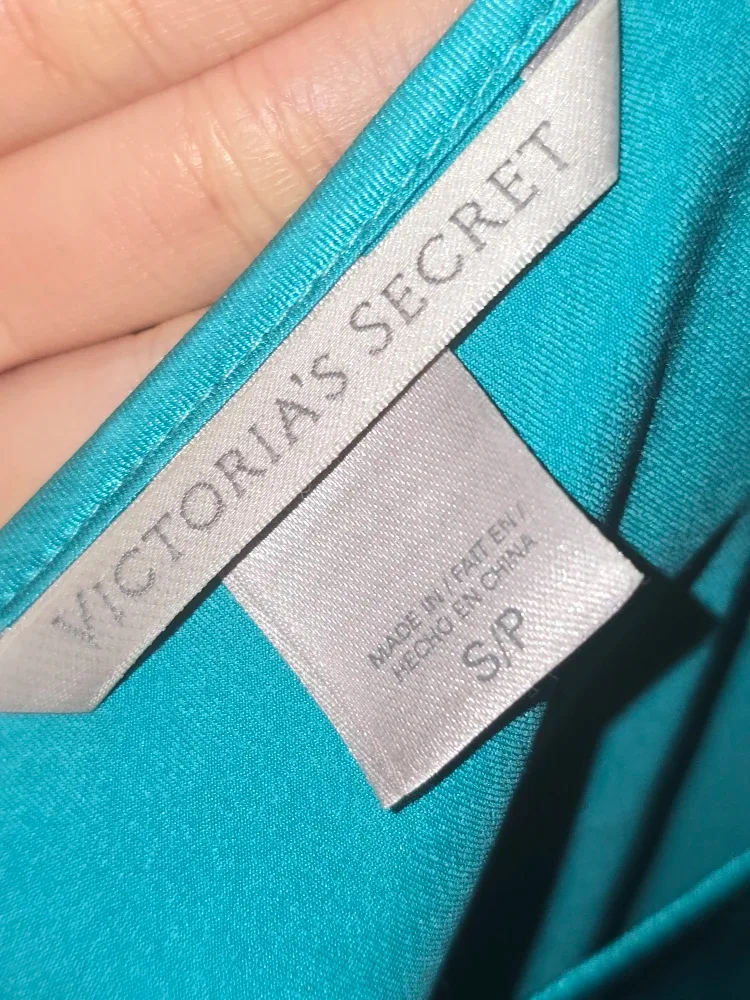 VICTORIA'S SECRET
MADE IN / FAIT EN /
HECHO EN CHINA
S/P